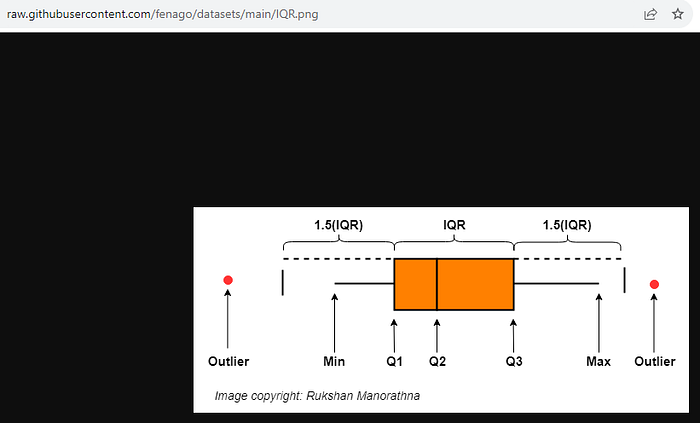 raw.githubusercontent.com/fenago/datasets/main/IQR.png
1.5(IQR) IQR 1.5(IQR)
Outlier Min Q1 Q2 Q3 Max Outlier
Image copyright: Rukshan Manorathna